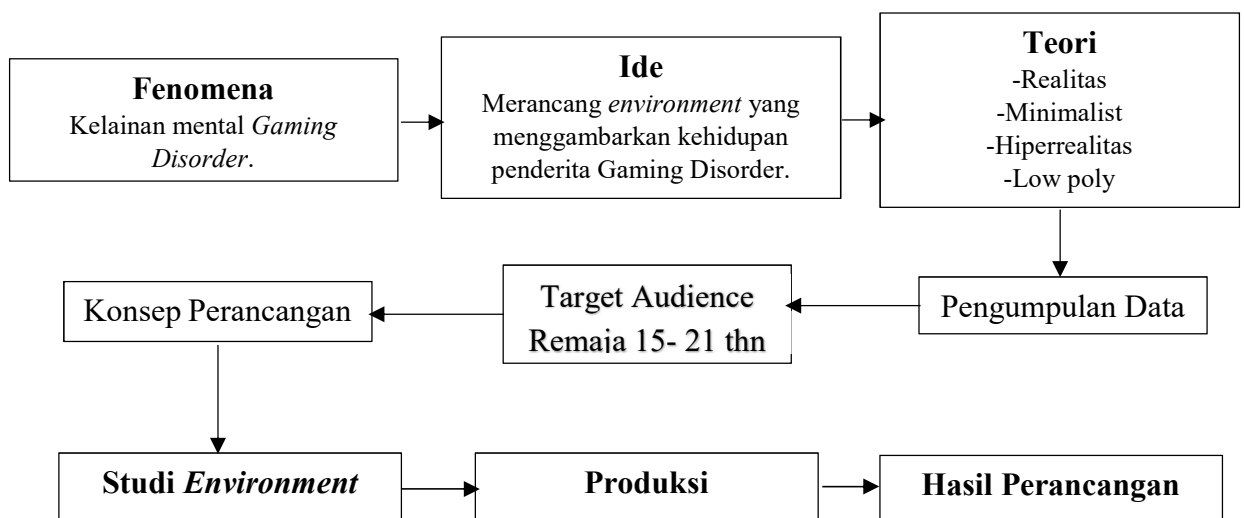 Fenomena
Kelainan mental Gaming
Disorder.
Ide
Merancang environment yang
menggambarkan kehidupan
penderita Gaming Disorder.
Teori
-Realitas
-Minimalist
-Hiperrealitas
-Low poly
Pengumpulan Data
Target Audience
Remaja 15- 21 thn
Konsep Perancangan
Studi Environment
Produksi
Hasil Perancangan